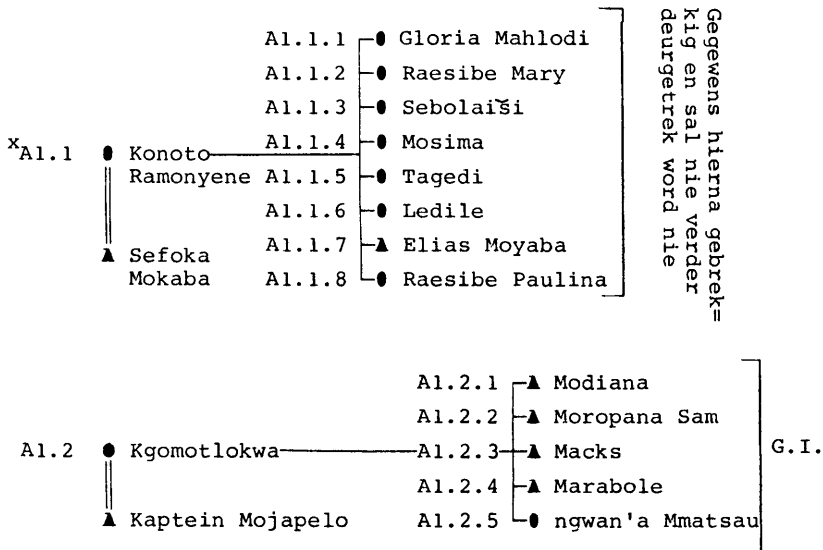 A1.1.1 Gloria Mahlodi
A1.1.2 Raesibe Mary
A1.1.3 Sebolaiši
A1.1.4 Mosima
xA1.1 Konoto
Ramonyene
A1.1.5 Tagedi
A1.1.6 Ledile
A1.1.7 Elias Moyaba
Sefoka
Mokaba
A1.1.8 Raesibe Paulina
Gegewens hierna gebrek=
kig en sal nie verder
deurgetrek word nie
A1.2.1 Modiana
A1.2.2 Moropana Sam
A1.2 Kgomotlokwa A1.2.3 Macks G.I.
A1.2.4 Marabole
Kaptein Mojapelo A1.2.5 ngwan'a Mmatsau